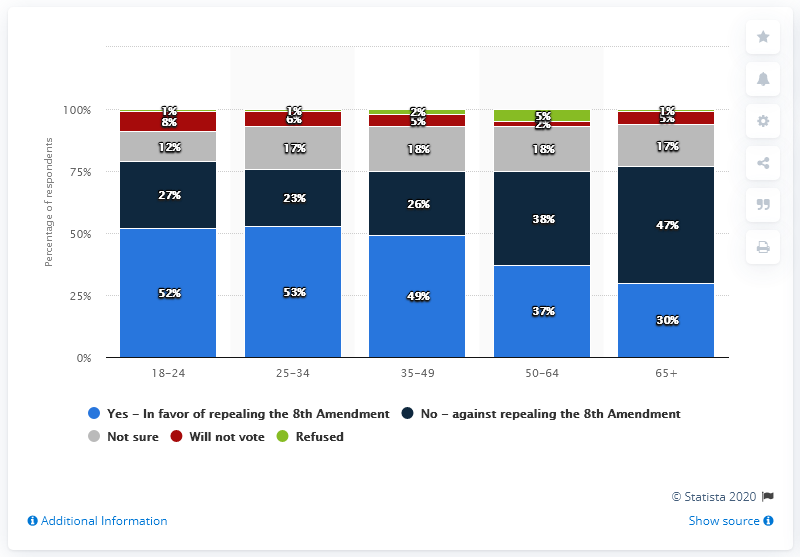 Percentage of respondents
100%
75%
50%
25%
0%
1% 1% 2% 5% 1%
8% 6% 5% 2% 5%
12% 17% 18% 18% 17%
27% 23% 26% 38% 47%
52% 53% 49% 37% 30%
18-24 25-34 35-49 50-64 65+
Yes - In favor of repealing the 8th Amendment No - against repealing the 8th Amendment
Not sure Will not vote Refused
© Statista 2020
Additional Information Show source